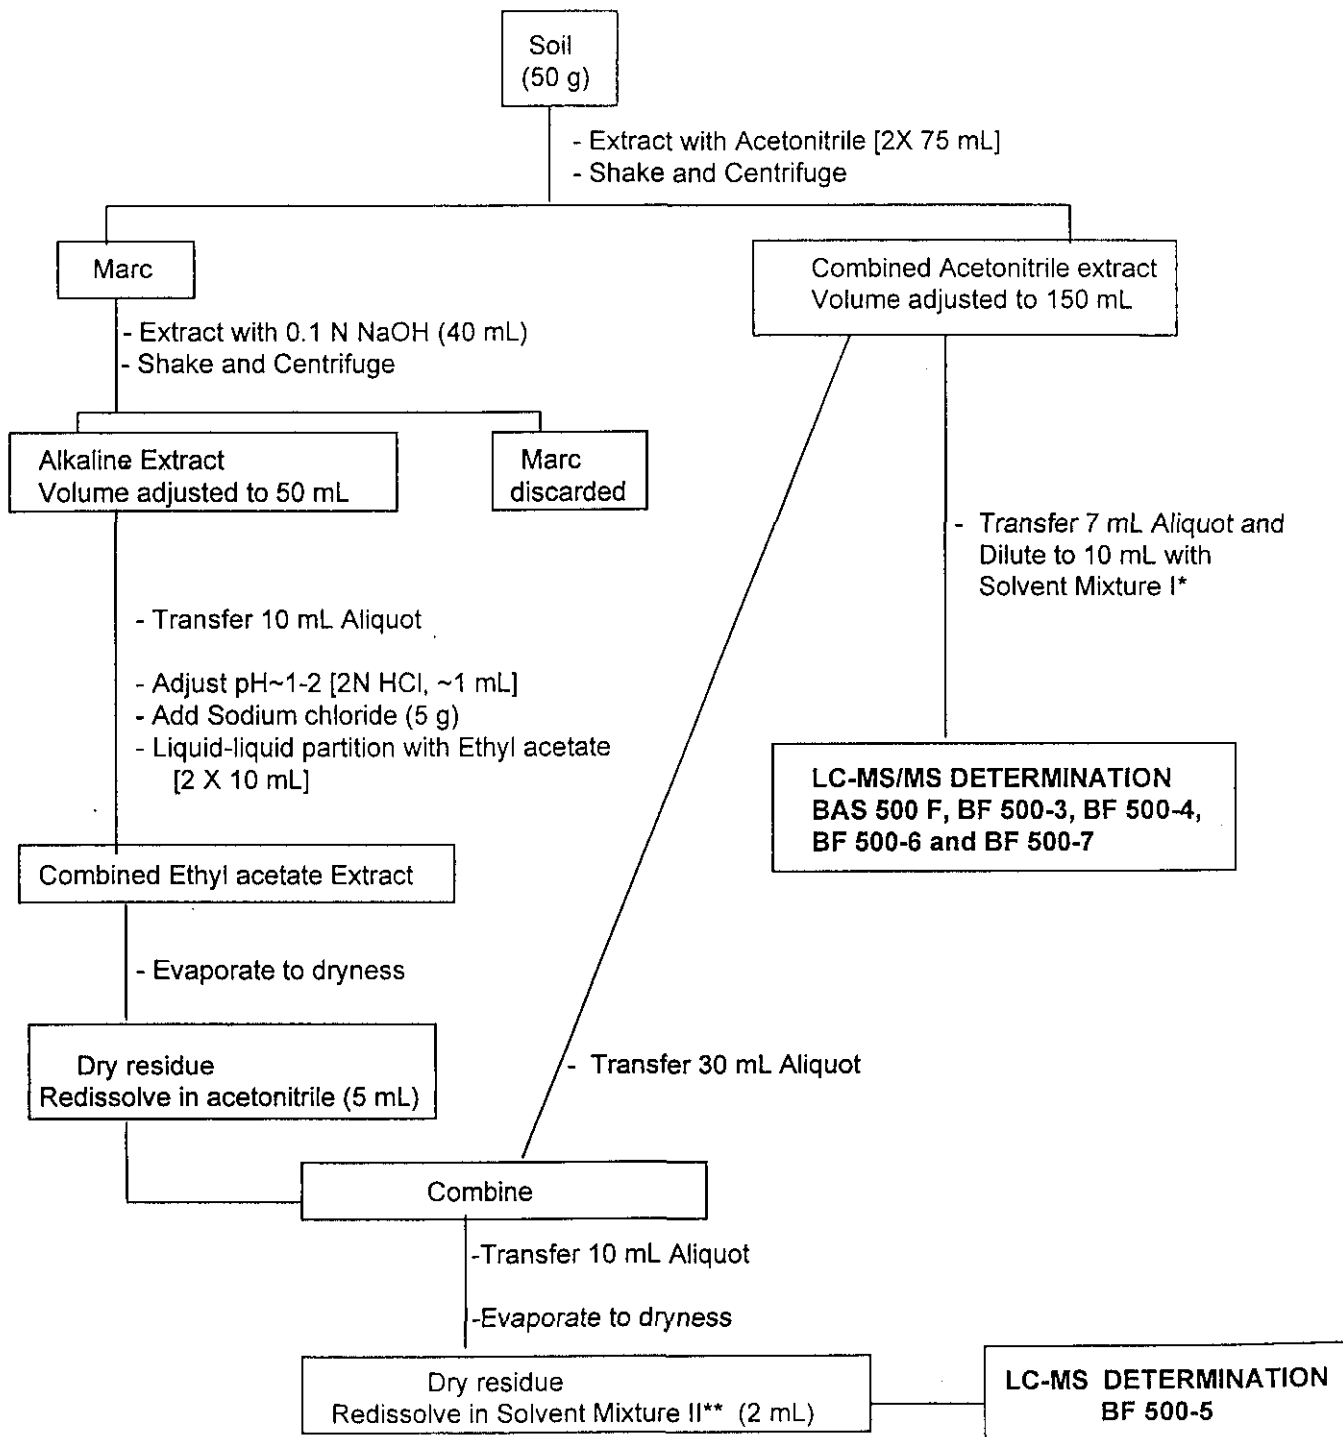 Soil
(50 g)
- Extract with Acetonitrile [2X 75 mL]
- Shake and Centrifuge
Marc
Combined Acetonitrile extract
Volume adjusted to 150 mL
- Extract with 0.1 N NaOH (40 mL)
- Shake and Centrifuge
Alkaline Extract
Volume adjusted to 50 mL
Marc
discarded
- Transfer 7 mL Aliquot and
Dilute to 10 mL with
Solvent Mixture I*
- Transfer 10 mL Aliquot
- Adjust pH~1-2 [2N HCl, ~1 mL]
- Add Sodium chloride (5 g)
- Liquid-liquid partition with Ethyl acetate
[2 X 10 mL]
LC-MS/MS DETERMINATION
BAS 500 F, BF 500-3, BF 500-4,
BF 500-6 and BF 500-7
Combined Ethyl acetate Extract
- Evaporate to dryness
Dry residue
Redissolve in acetonitrile (5 mL)
- Transfer 30 mL Aliquot
Combine
-Transfer 10 mL Aliquot
-Evaporate to dryness
Dry residue
Redissolve in Solvent Mixture II** (2 mL)
LC-MS DETERMINATION
BF 500-5